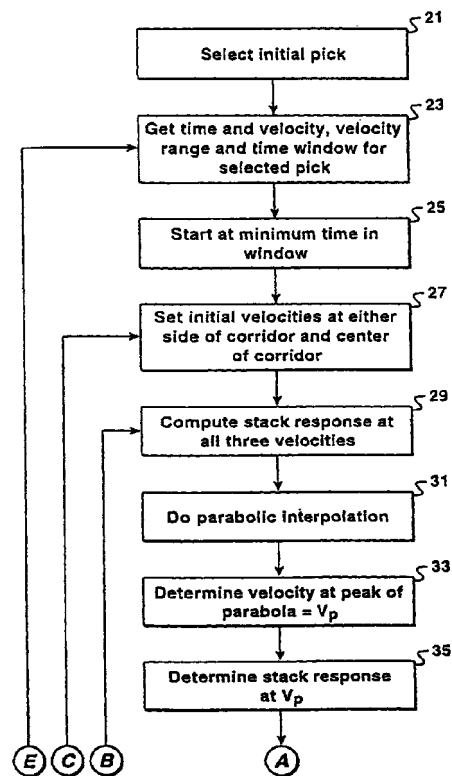 21
Select initial pick
23
Get time and velocity, velocity
range and time window for
selected pick
25
Start at minimum time in
window
27
Set initial velocities at either
side of corridor and center
of corridor
29
Compute stack response at
all three velocities
31
Do parabolic interpolation
33
Determine velocity at peak of
parabola = Vp
35
Determine stack response
at Vp
E C B A